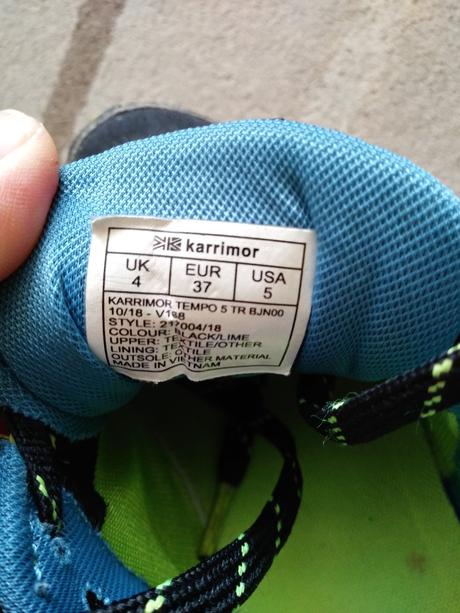 karrimor
UK EUR USA
4 37 5
KARRIMOR TEMPO 5 TR BJN00
10/18 -
STYLE:
COLOUR: BLACK/LIME
UPPER: TEXTILE/OTHER
LINING: TEXTILE
OUTSOLE: OTHER MATERIAL
MADE IN VIETNAM